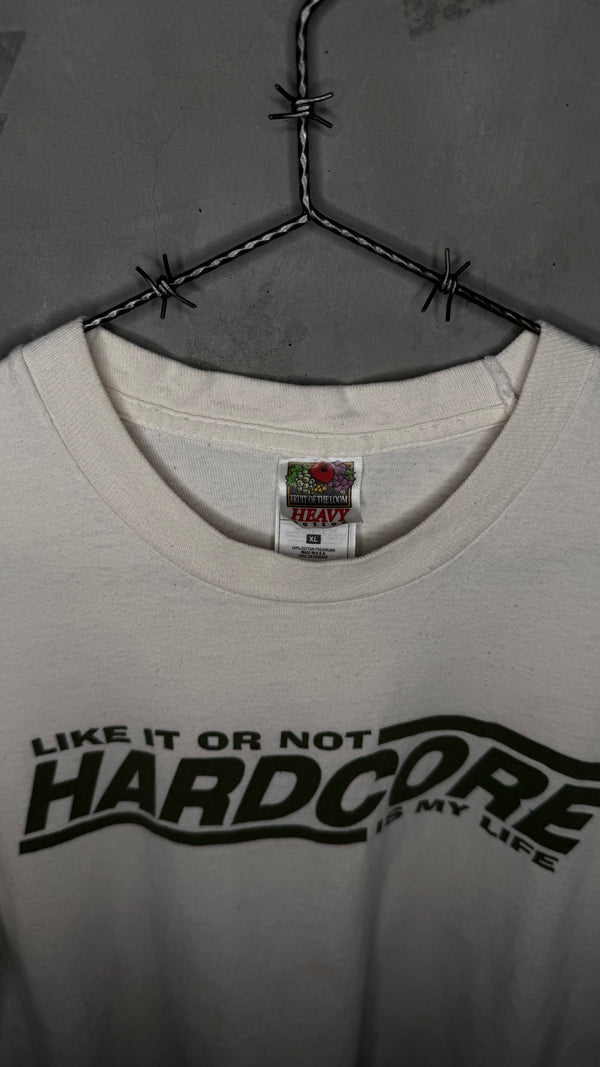 FRUIT OF THE LOOM
HEAVY
XL
LIKE IT OR NOT
HARDCORE
IS MY LIFE